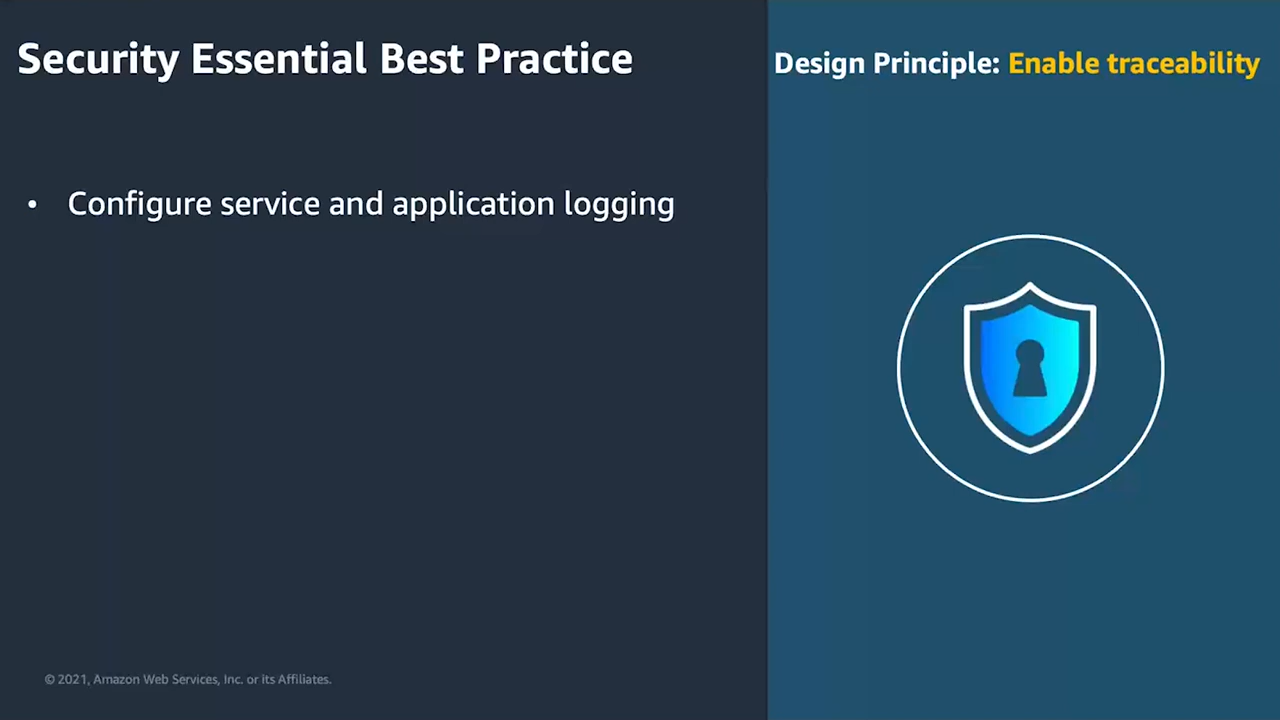 Security Essential Best Practice
Design Principle: Enable traceability
• Configure service and application logging
© 2021, Amazon Web Services, Inc. or its Affiliates.